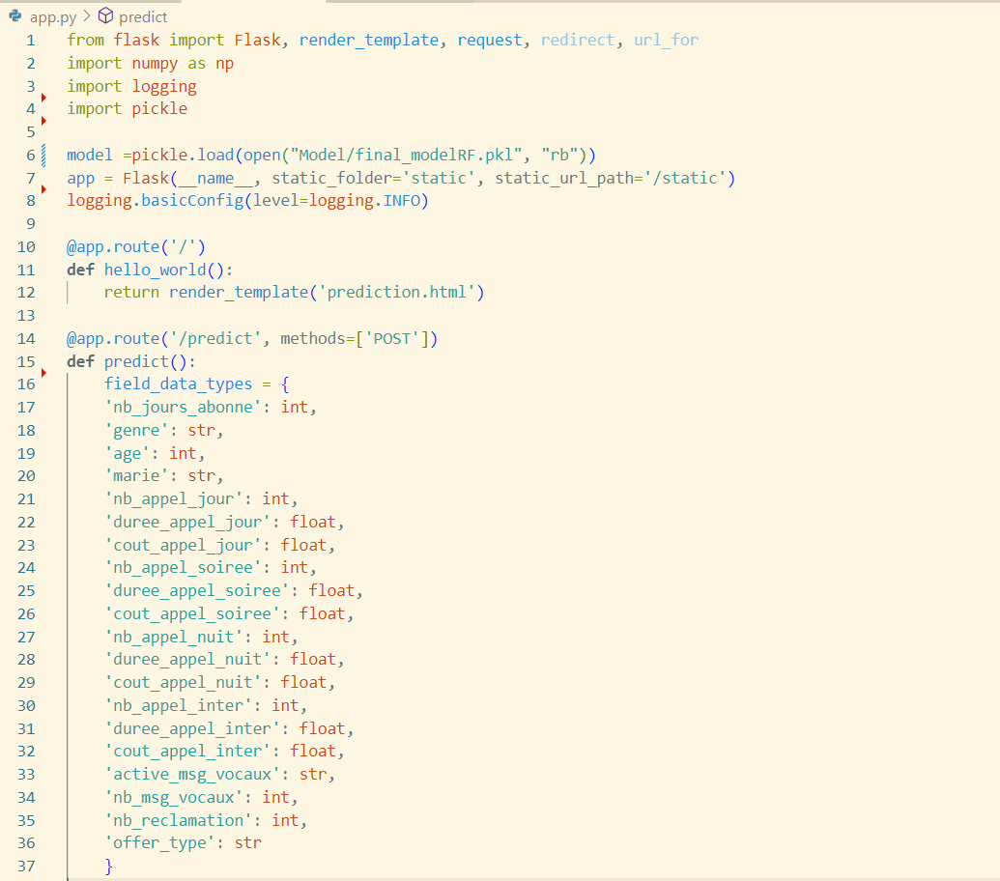 app.py > predict
1 from flask import Flask, render_template, request, redirect, url_for
2 import numpy as np
3 import logging
4 import pickle
5
6 model =pickle.load(open("Model/final_modelRF.pkl", "rb"))
7 app = Flask(__name__, static_folder='static', static_url_path='/static')
8 logging.basicConfig(level=logging.INFO)
9
10 @app.route('/')
11 def hello_world():
12     return render_template('prediction.html')
13
14 @app.route('/predict', methods=['POST'])
15 def predict():
16     field_data_types = {
17     'nb_jours_abonne': int,
18     'genre': str,
19     'age': int,
20     'marie': str,
21     'nb_appel_jour': int,
22     'duree_appel_jour': float,
23     'cout_appel_jour': float,
24     'nb_appel_soiree': int,
25     'duree_appel_soiree': float,
26     'cout_appel_soiree': float,
27     'nb_appel_nuit': int,
28     'duree_appel_nuit': float,
29     'cout_appel_nuit': float,
30     'nb_appel_inter': int,
31     'duree_appel_inter': float,
32     'cout_appel_inter': float,
33     'active_msg_vocaux': str,
34     'nb_msg_vocaux': int,
35     'nb_reclamation': int,
36     'offer_type': str
37     }